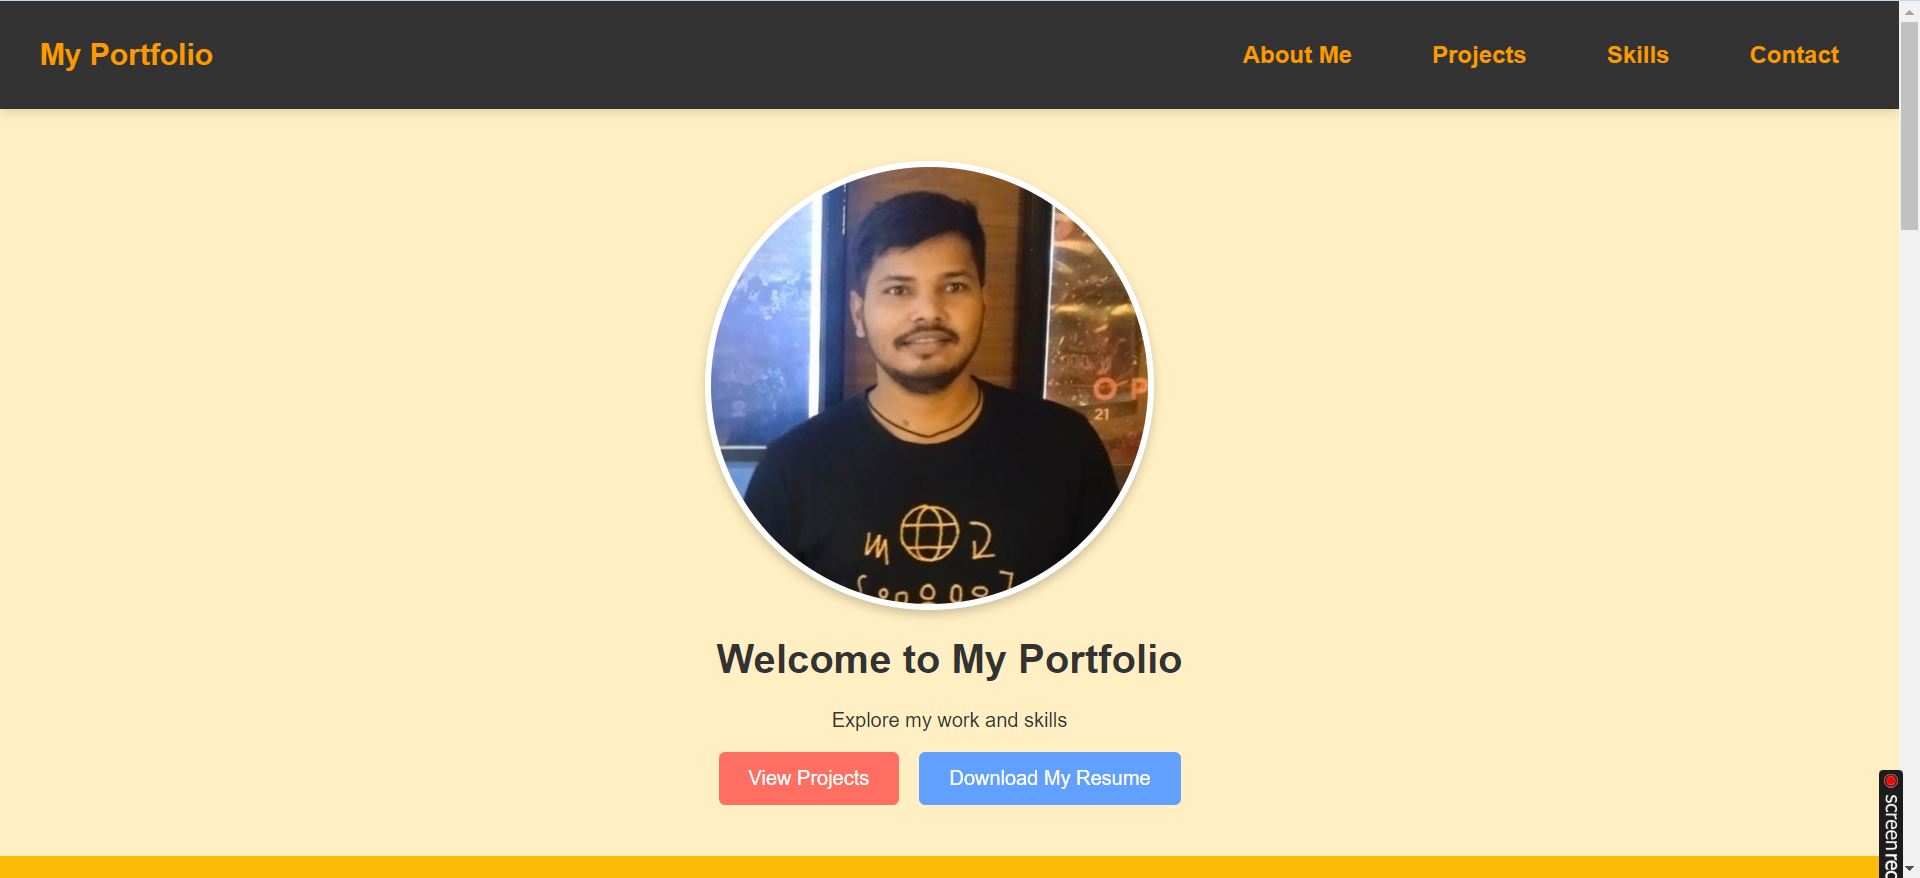 My Portfolio
About Me
Projects
Skills
Contact
O P
21
Welcome to My Portfolio
Explore my work and skills
View Projects
Download My Resume
screenrec